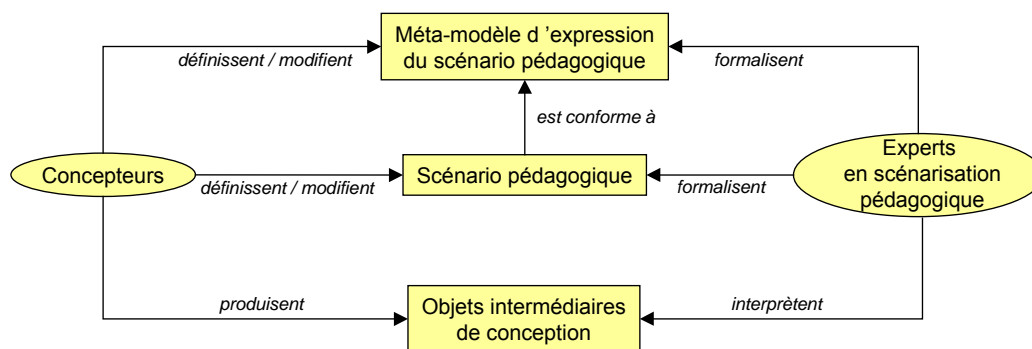 Méta-modèle d ’expression
du scénario pédagogique
définissent / modifient
formalisent
est conforme à
Concepteurs
définissent / modifient
Scénario pédagogique
formalisent
Experts
en scénarisation
pédagogique
produisent
Objets intermédiaires
de conception
interprètent